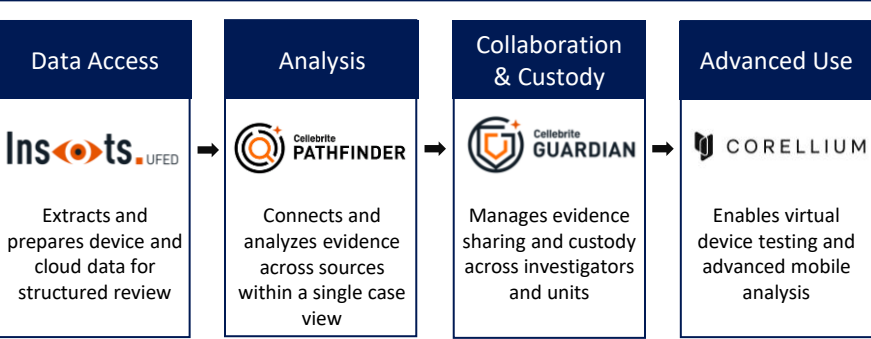 Data Access
Inseyets. UFED
Extracts and
prepares device and
cloud data for
structured review
Analysis
Cellebrite
PATHFINDER
Connects and
analyzes evidence
across sources
within a single case
view
Collaboration
& Custody
Cellebrite
GUARDIAN
Manages evidence
sharing and custody
across investigators
and units
Advanced Use
CORELLIUM
Enables virtual
device testing and
advanced mobile
analysis